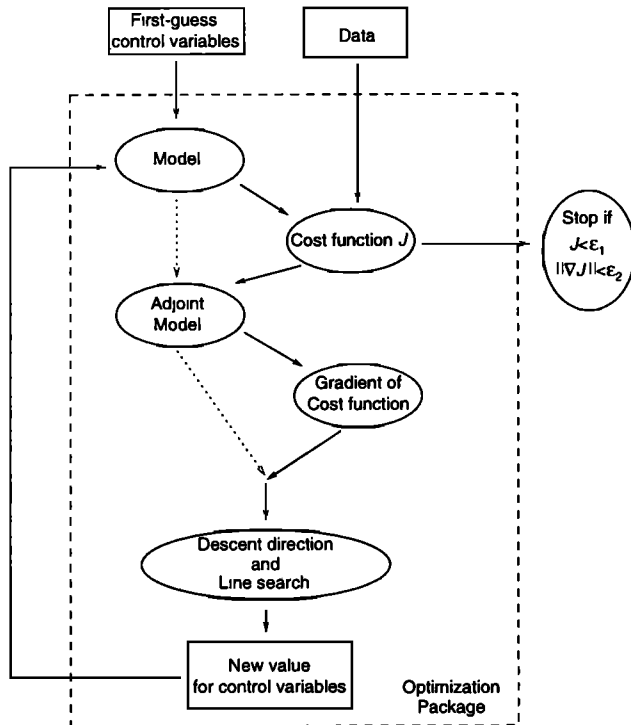 First-guess
control variables
Data
Model
Cost function J
Stop if
J<ε₁
||∇J||<ε₂
Adjoint
Model
Gradient of
Cost function
Descent direction
and
Line search
New value
for control variables
Optimization
Package